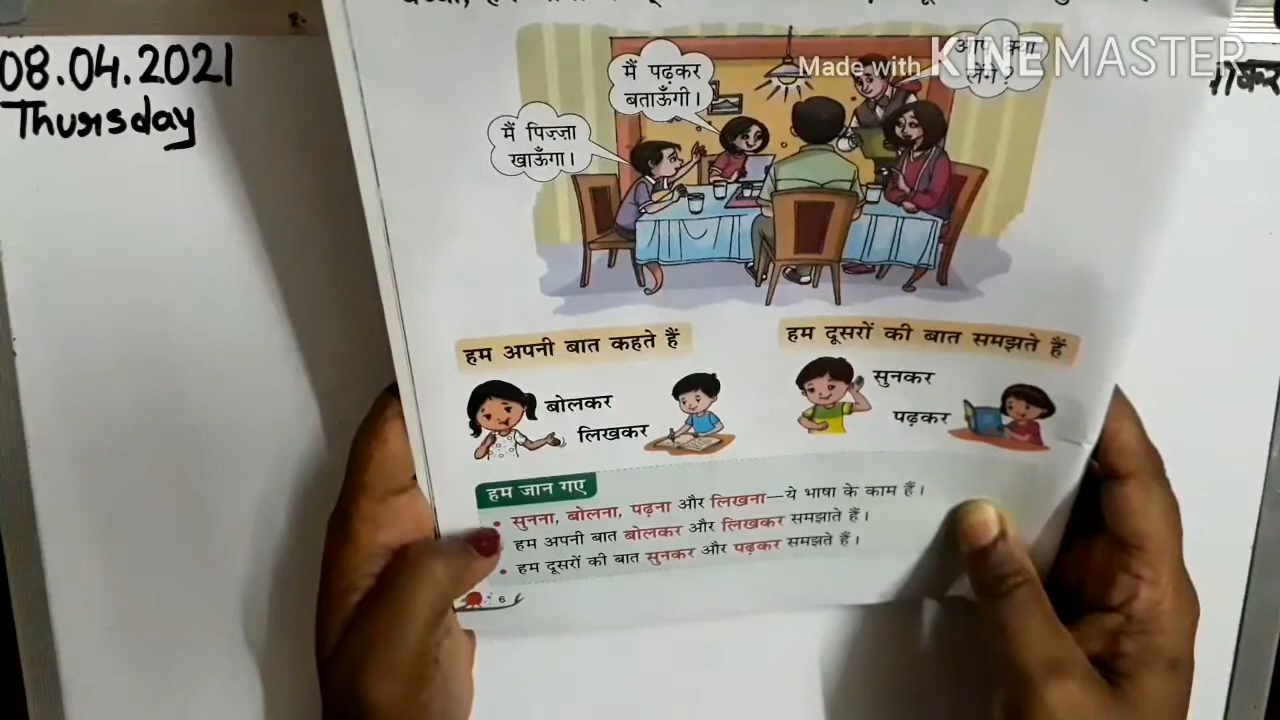 08.04.2021
Thursday
Made with KINEMASTER
आप क्या
लेंगे?
मैं पढ़कर
बताऊँगी।
मैं पिज़्ज़ा
खाऊँगा।
हम अपनी बात कहते हैं
बोलकर
लिखकर
हम दूसरों की बात समझते हैं
सुनकर
पढ़कर
हम जान गए
• सुनना, बोलना, पढ़ना और लिखना—ये भाषा के काम हैं।
हम अपनी बात बोलकर और लिखकर समझाते हैं।
• हम दूसरों की बात सुनकर और पढ़कर समझते हैं।
6